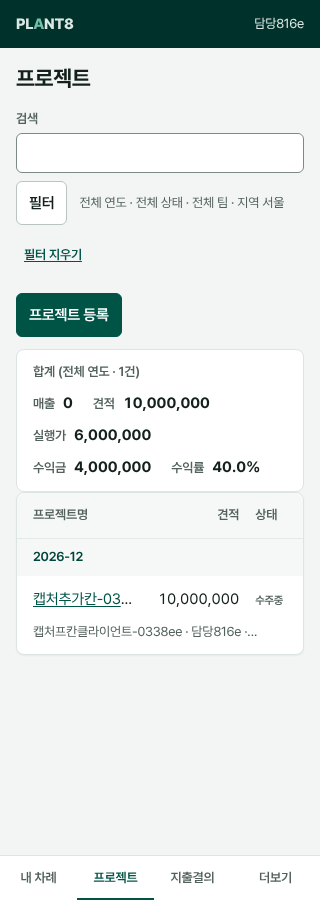 PLANT8 담당816e
프로젝트
검색
필터 전체 연도 · 전체 상태 · 전체 팀 · 지역 서울
필터 지우기
프로젝트 등록
합계 (전체 연도 · 1건)
매출 0 견적 10,000,000
실행가 6,000,000
수익금 4,000,000 수익률 40.0%
프로젝트명 견적 상태
2026-12
캡처추가칸-03... 10,000,000 수주중
캡처프칸클라이언트-0338ee · 담당816e ·...
내 차례 프로젝트 지출결의 더보기